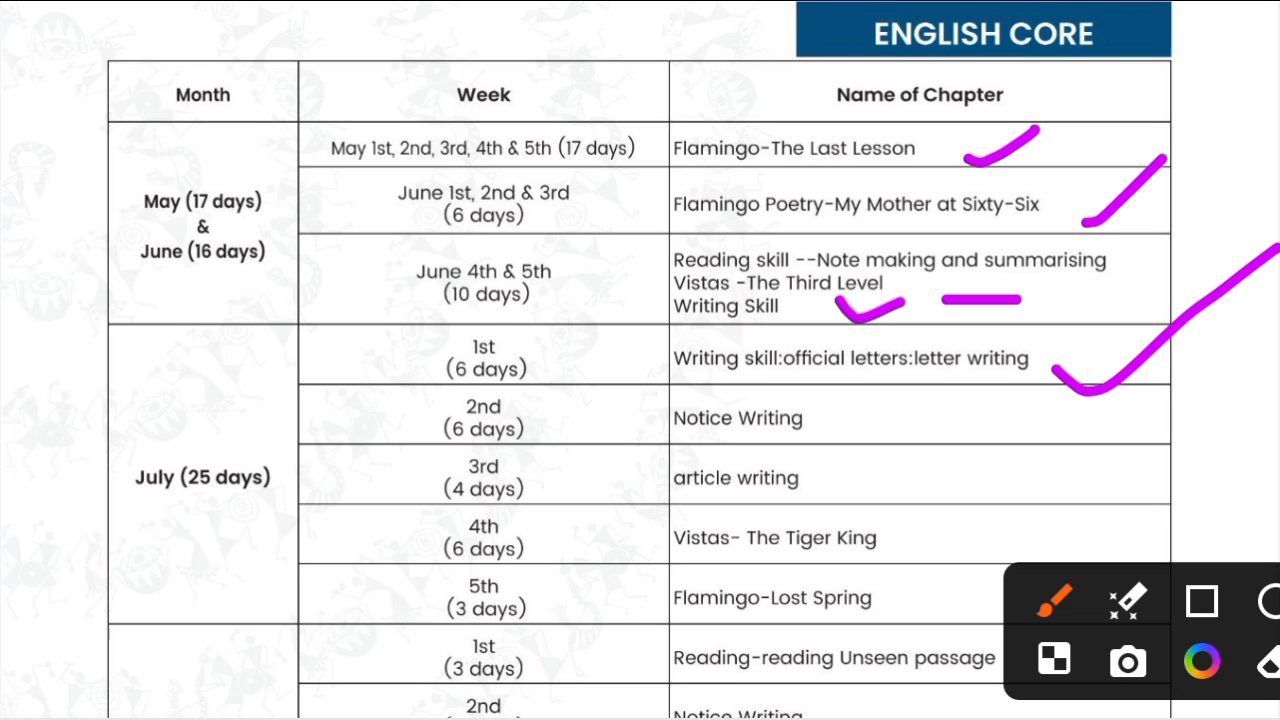 ENGLISH CORE
Month Week Name of Chapter
May (17 days)
&
June (16 days)
May 1st, 2nd, 3rd, 4th & 5th (17 days) Flamingo-The Last Lesson
June 1st, 2nd & 3rd
(6 days)
Flamingo Poetry-My Mother at Sixty-Six
June 4th & 5th
(10 days)
Reading skill --Note making and summarising
Vistas -The Third Level
Writing Skill
July (25 days)
1st
(6 days)
Writing skill:official letters:letter writing
2nd
(6 days)
Notice Writing
3rd
(4 days)
article writing
4th
(6 days)
Vistas- The Tiger King
5th
(3 days)
Flamingo-Lost Spring
1st
(3 days)
Reading-reading Unseen passage
2nd
Notice Writing